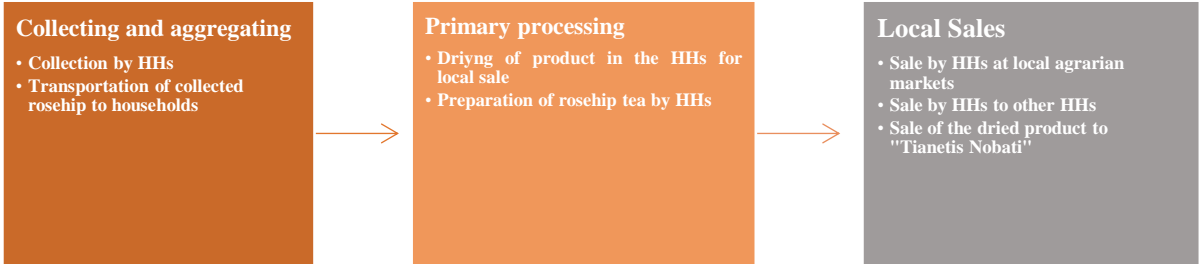 Collecting and aggregating
• Collection by HHs
• Transportation of collected
rosehip to households
Primary processing
• Driyng of product in the HHs for
local sale
• Preparation of rosehip tea by HHs
Local Sales
• Sale by HHs at local agrarian
markets
• Sale by HHs to other HHs
• Sale of the dried product to
"Tianetis Nobati"